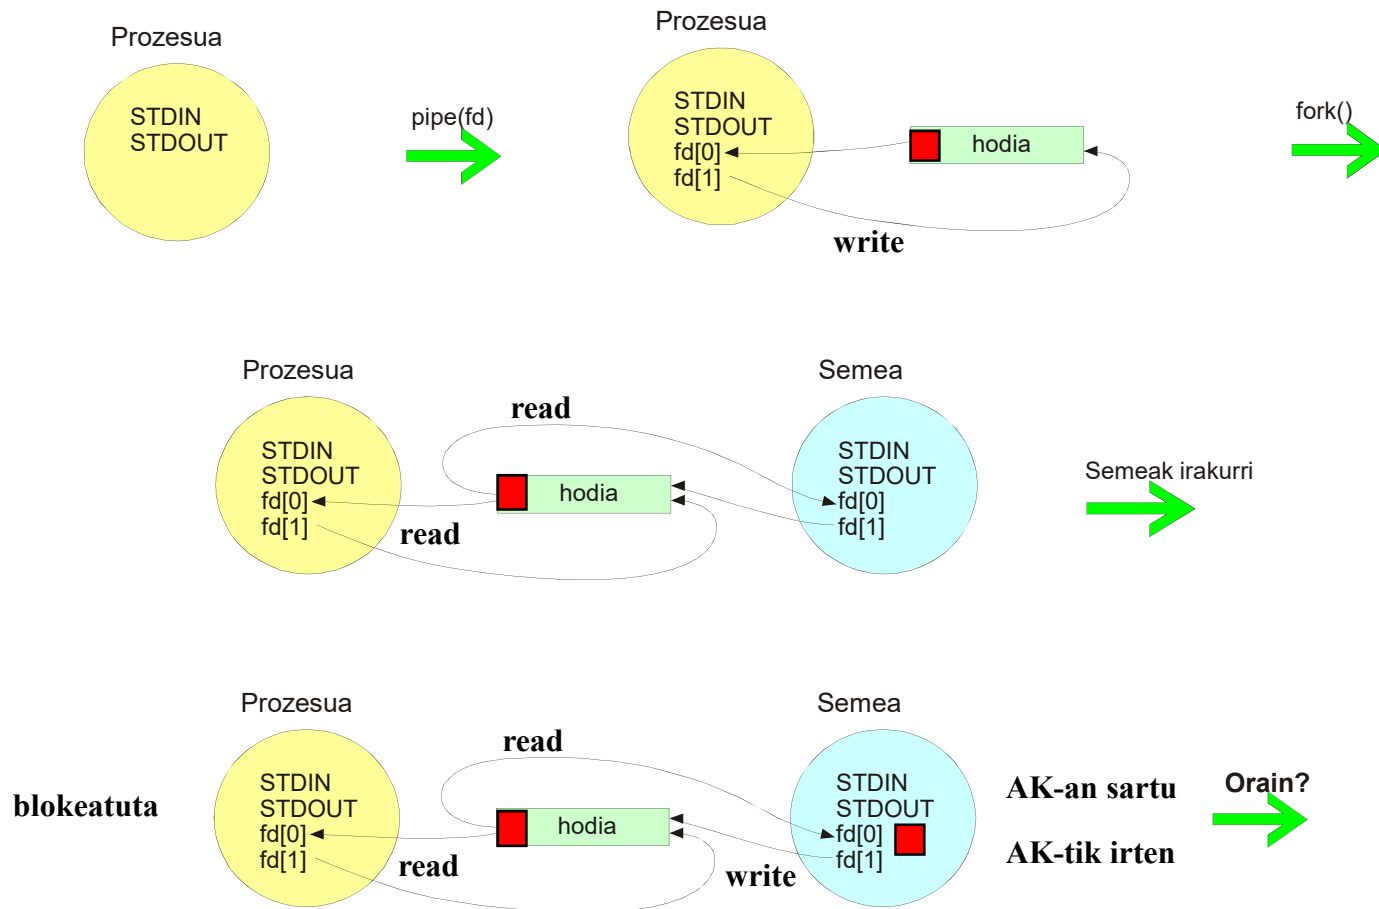 Prozesua
STDIN
STDOUT
pipe(fd)
Prozesua
STDIN
STDOUT
fd[0]
fd[1]
hodia
write
fork()
Prozesua
STDIN
STDOUT
fd[0]
fd[1]
read
read
hodia
Semea
STDIN
STDOUT
fd[0]
fd[1]
Semeak irakurri
blokeatuta
Prozesua
STDIN
STDOUT
fd[0]
fd[1]
read
read
hodia
write
Semea
STDIN
STDOUT
fd[0]
fd[1]
AK-an sartu
AK-tik irten
Orain?